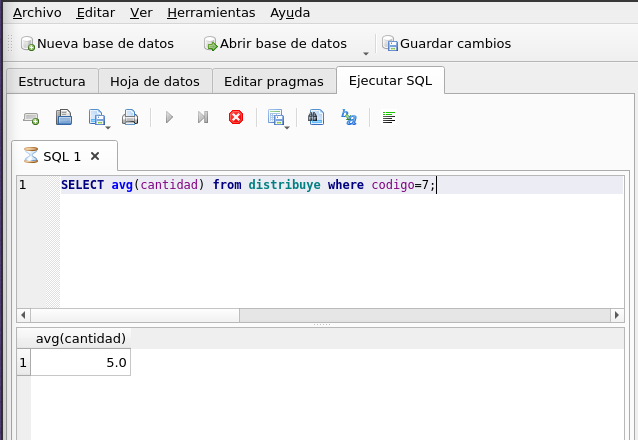 Archivo Editar Ver Herramientas Ayuda
Nueva base de datos Abrir base de datos Guardar cambios
Estructura Hoja de datos Editar pragmas Ejecutar SQL
SQL 1
1 SELECT avg(cantidad) from distribuye where codigo=7;
avg(cantidad)
1 5.0